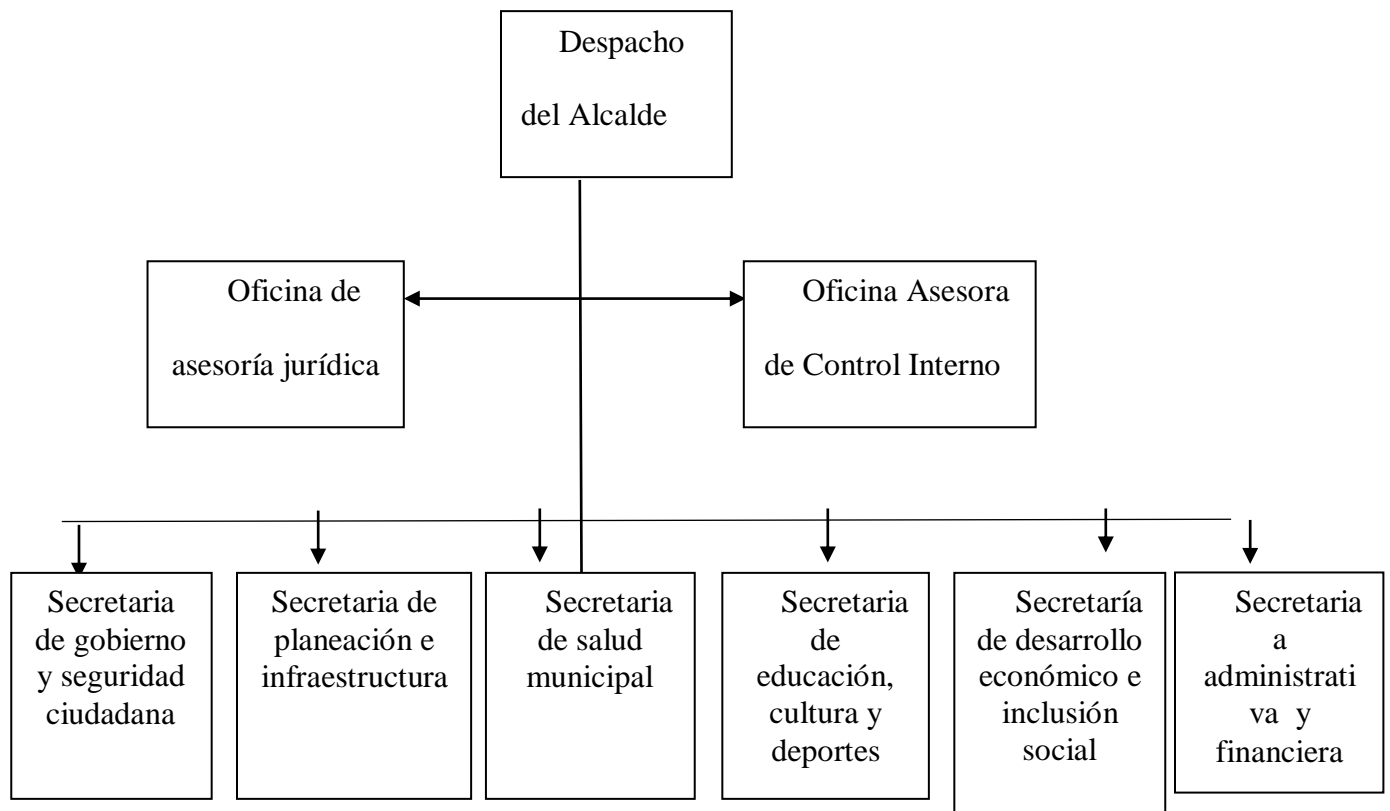 Despacho
del Alcalde
Oficina de
asesoría jurídica
Oficina Asesora
de Control Interno
Secretaria
de gobierno
y seguridad
ciudadana
Secretaria de
planeación e
infraestructura
Secretaria
de salud
municipal
Secretaria
de
educación,
cultura y
deportes
Secretaría
de desarrollo
económico e
inclusión
social
Secretaria
a
administrati
va y
financiera